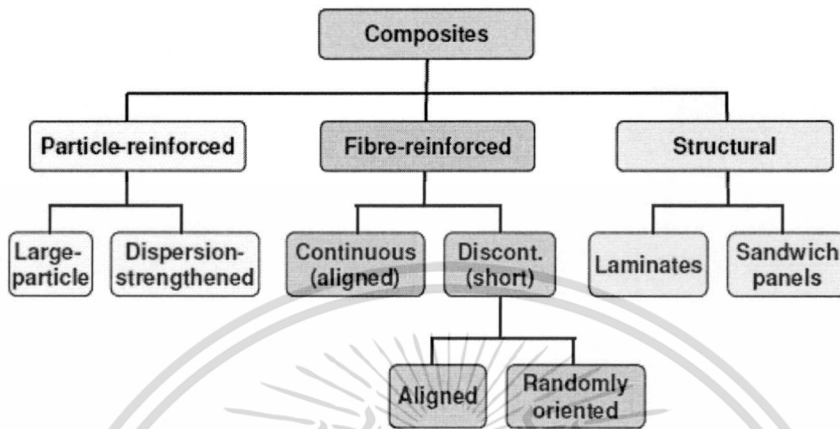 Composites
Particle-reinforced
Fibre-reinforced
Structural
Large-
particle
Dispersion-
strengthened
Continuous
(aligned)
Discont.
(short)
Laminates
Sandwich
panels
Aligned
Randomly
oriented